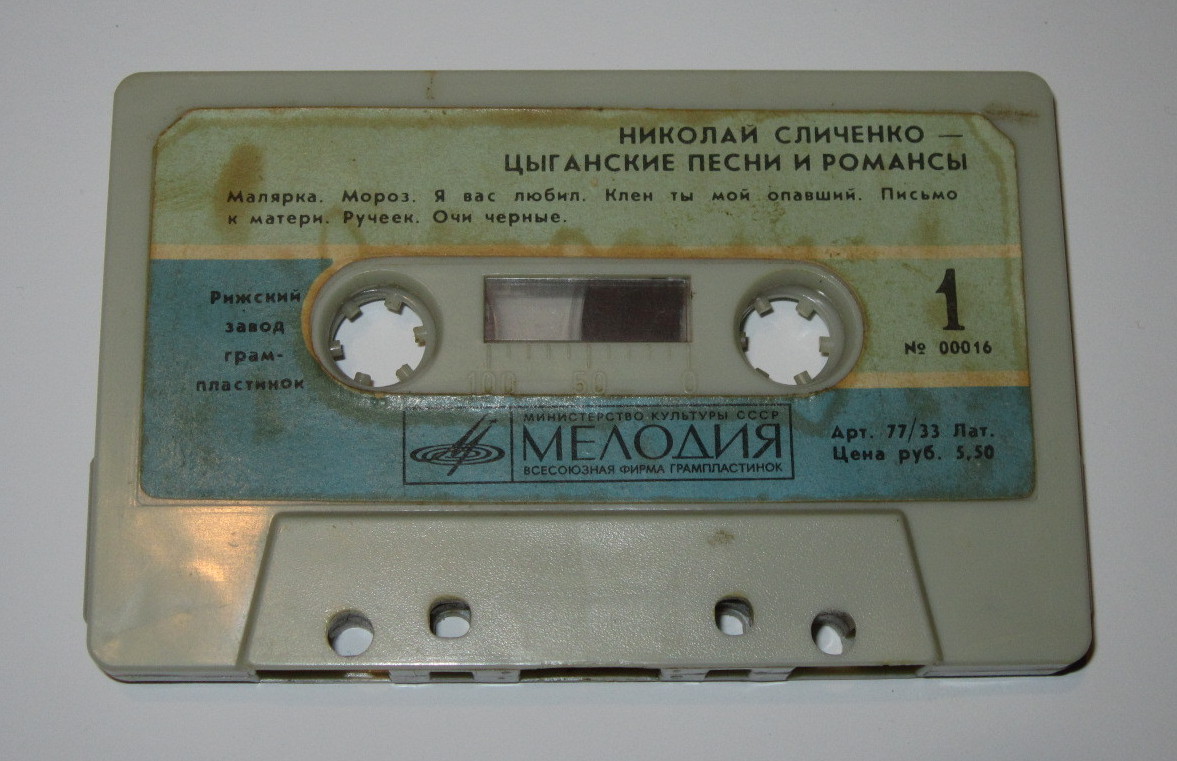 НИКОЛАЙ СЛИЧЕНКО —
ЦЫГАНСКИЕ ПЕСНИ И РОМАНСЫ
Малярка. Мороз. Я вас любил. Клен ты мой опавший. Письмо
к матери. Ручеек. Очи черные.
Рижский
завод
грам-
пластинок
1
№ 00016
100 50 0
МИНИСТЕРСТВО КУЛЬТУРЫ СССР
МЕЛОДИЯ
ВСЕСОЮЗНАЯ ФИРМА ГРАМПЛАСТИНОК
Арт. 77/33 Лат.
Цена руб. 5,50